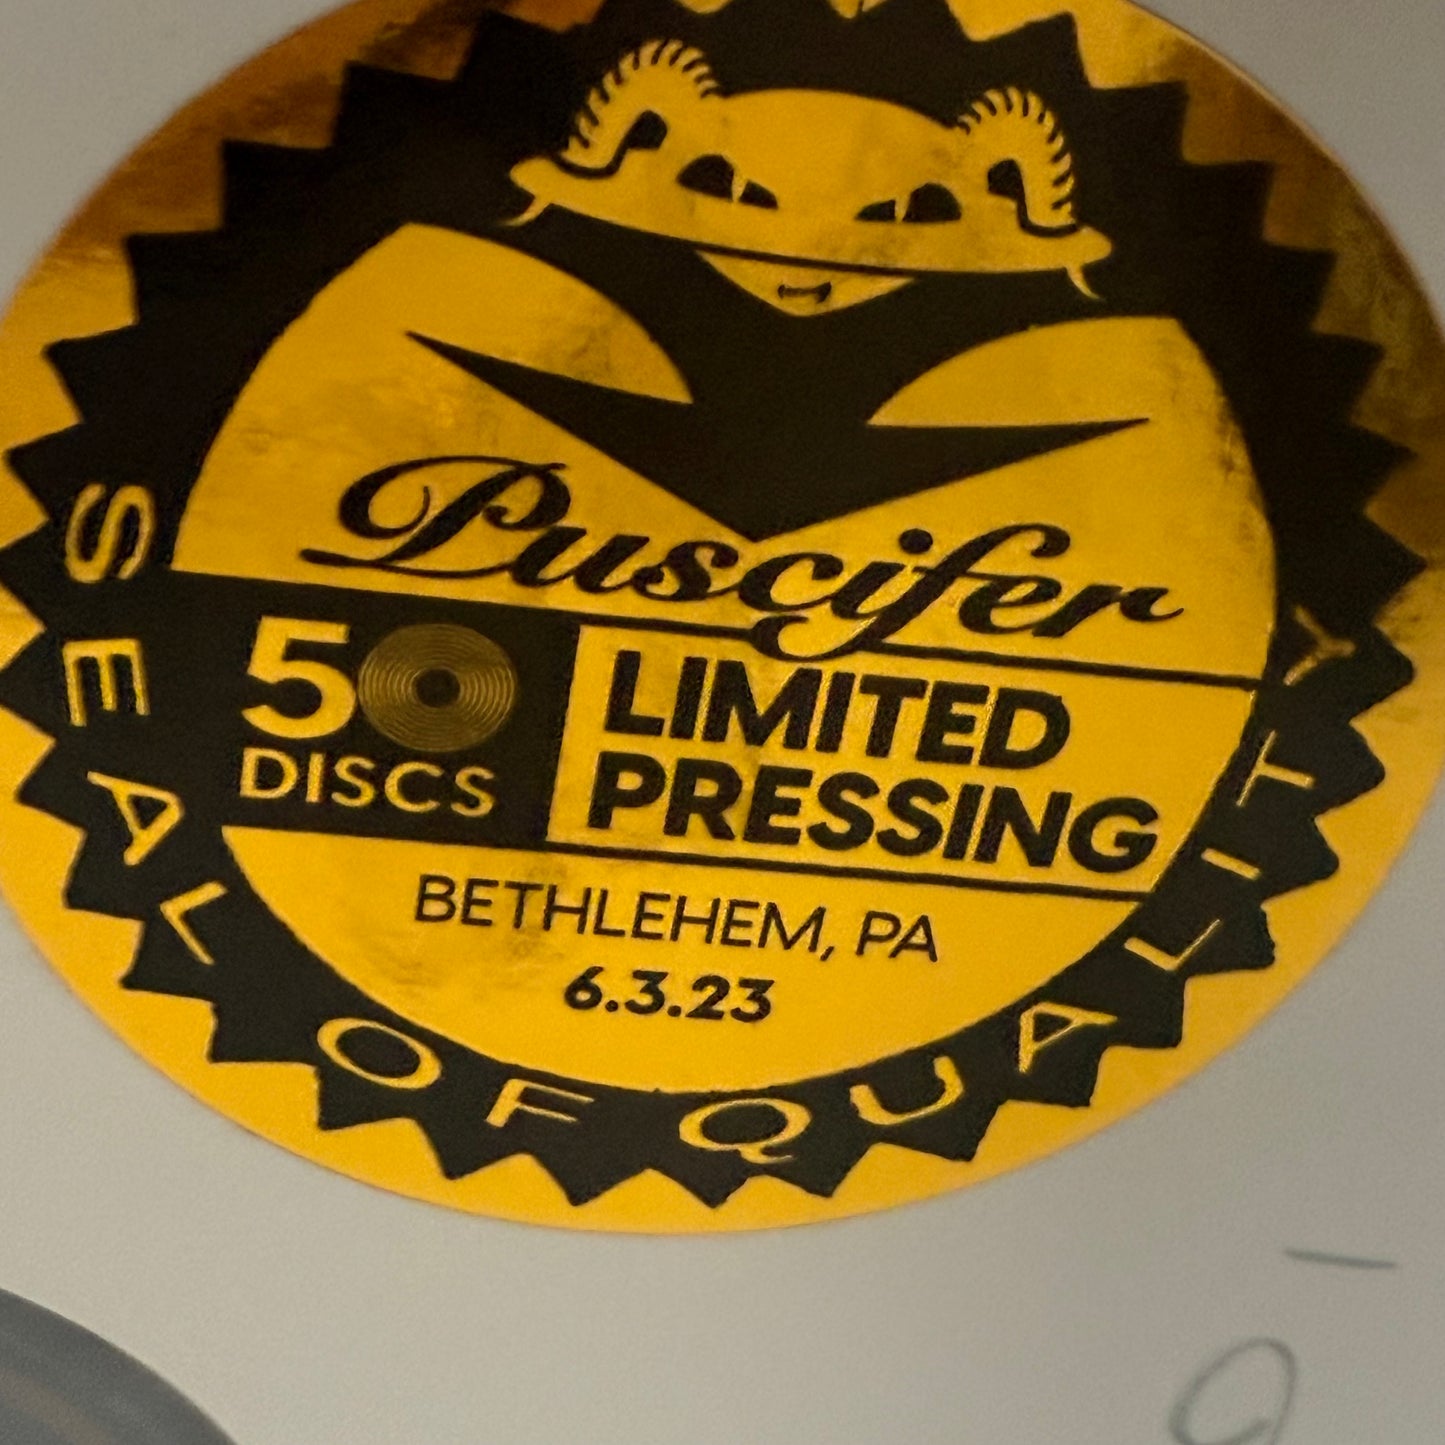 Puscifer
50 DISCS
LIMITED PRESSING
BETHLEHEM, PA
6.3.23
SEAL OF QUALITY